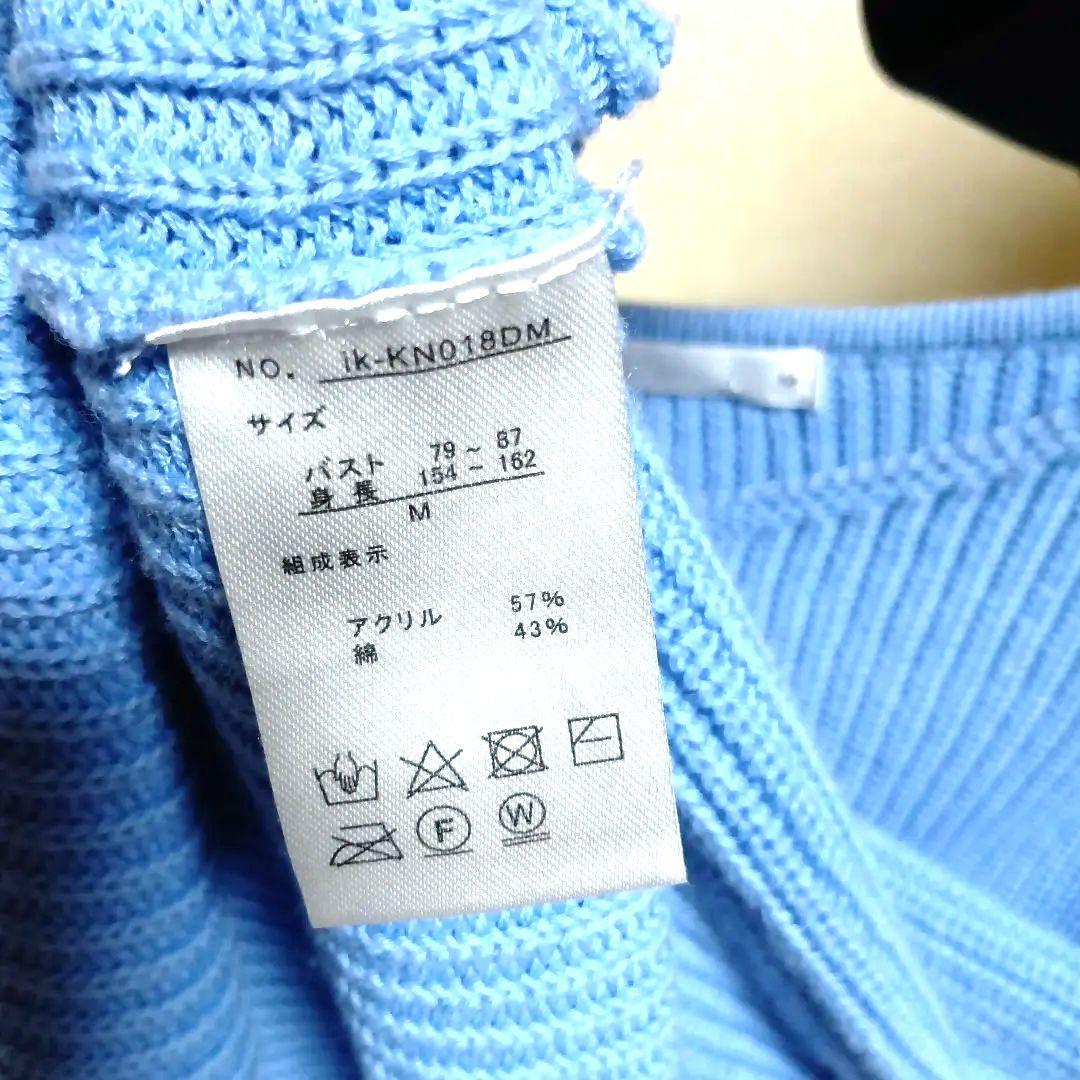 NO. ik-KN018DM
サイズ
バスト 79~87
身長 154~162
M
組成表示
アクリル 57%
綿 43%
F W